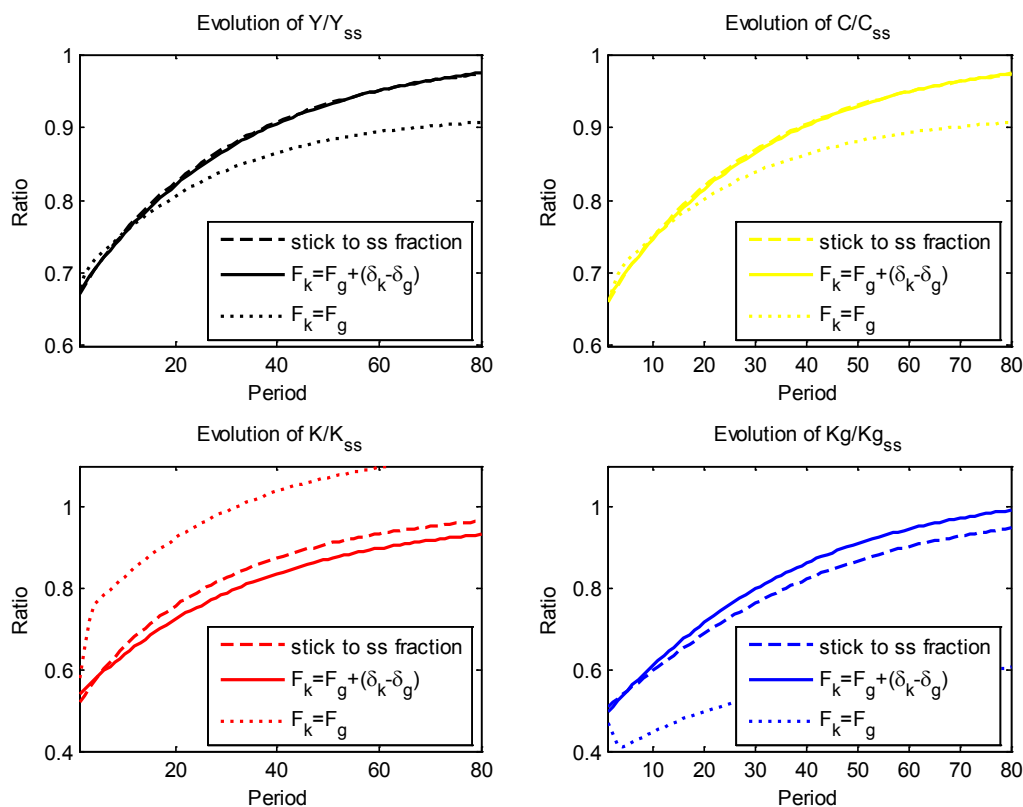 Evolution of Y/Y_ss
Ratio
1
0.9
0.8
0.7
0.6
stick to ss fraction
F_k=F_g+(δ_k-δ_g)
F_k=F_g
20 40 60 80
Period
Evolution of C/C_ss
Ratio
1
0.9
0.8
0.7
0.6
stick to ss fraction
F_k=F_g+(δ_k-δ_g)
F_k=F_g
10 20 30 40 50 60 70 80
Period
Evolution of K/K_ss
Ratio
1
0.8
0.6
0.4
stick to ss fraction
F_k=F_g+(δ_k-δ_g)
F_k=F_g
20 40 60 80
Period
Evolution of Kg/Kg_ss
Ratio
1
0.8
0.6
0.4
stick to ss fraction
F_k=F_g+(δ_k-δ_g)
F_k=F_g
10 20 30 40 50 60 70 80
Period